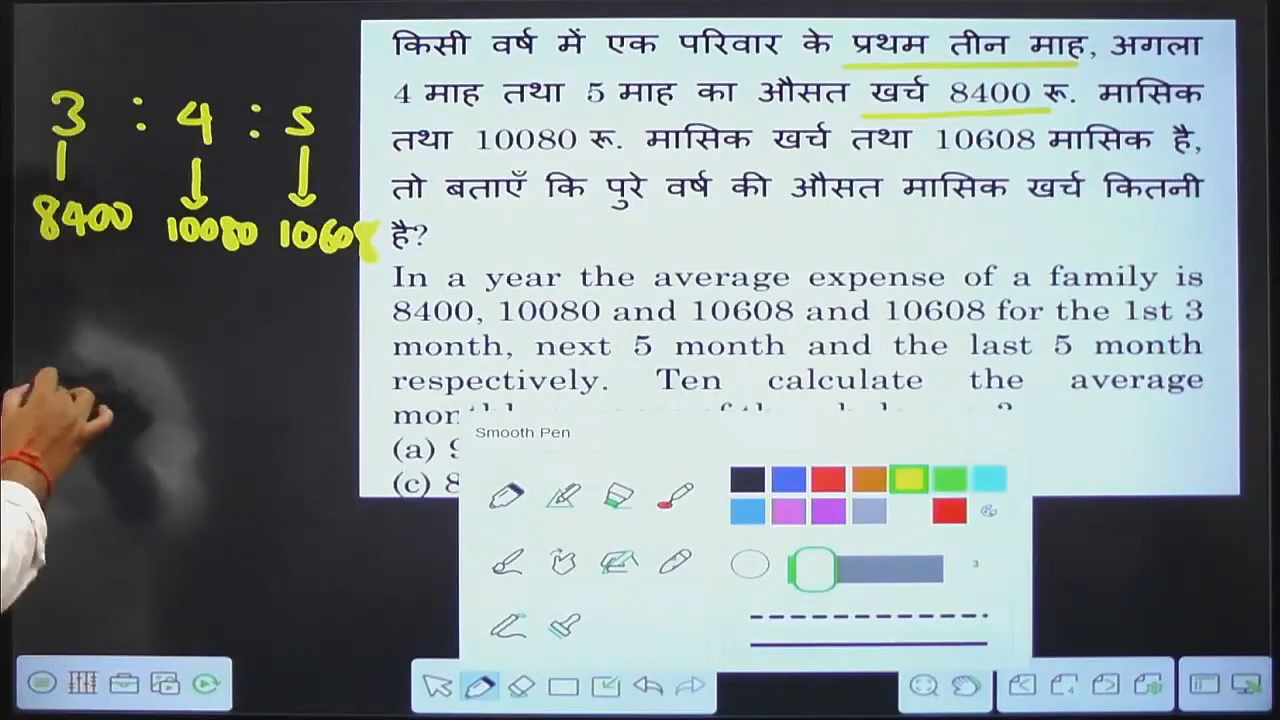 3 : 4 : 5
8400 10080 10608
किसी वर्ष में एक परिवार के प्रथम तीन माह, अगला
4 माह तथा 5 माह का औसत खर्च 8400 रू. मासिक
तथा 10080 रू. मासिक खर्च तथा 10608 मासिक है,
तो बताएँ कि पुरे वर्ष की औसत मासिक खर्च कितनी
है?
In a year the average expense of a family is
8400, 10080 and 10608 and 10608 for the 1st 3
month, next 5 month and the last 5 month
respectively. Ten calculate the average
(a) 9
(c) 8
Smooth Pen
3